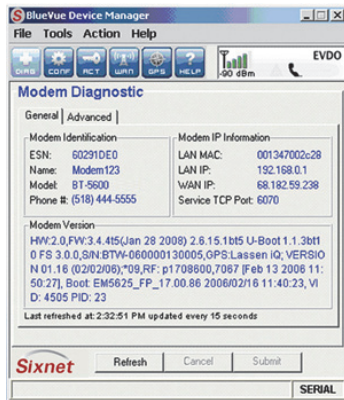 BlueVue Device Manager
File Tools Action Help
DIAG CONF ACT WAN GPS HELP -90 dBm EVDO
Modem Diagnostic
General Advanced
Modem Identification
ESN: 60291DE0
Name: Modem123
Model: BT-5600
Phone #: (518) 444-5555
Modem IP Information
LAN MAC: 001347002c28
LAN IP: 192.168.0.1
WAN IP: 68.182.59.238
Service TCP Port: 6070
Modem Version
HW:2.0,FW:3.4.4t5(Jan 28 2008) 2.6.15.1bt5 U-Boot 1.1.3bt1
0 FS 3.0.0,S/N:BTW-060000130005,GPS:Lassen iQ; VERSIO
N 01.16 (02/02/06);*09,RF: p1708600,7067 [Feb 13 2006 11:
50:27], Boot: EM5625_FP_17.00.86 2006/02/16 11:40:23, VI
D: 4505 PID: 23
Last refreshed at: 2:32:51 PM updated every 15 seconds
Sixnet Refresh Cancel Submit
SERIAL